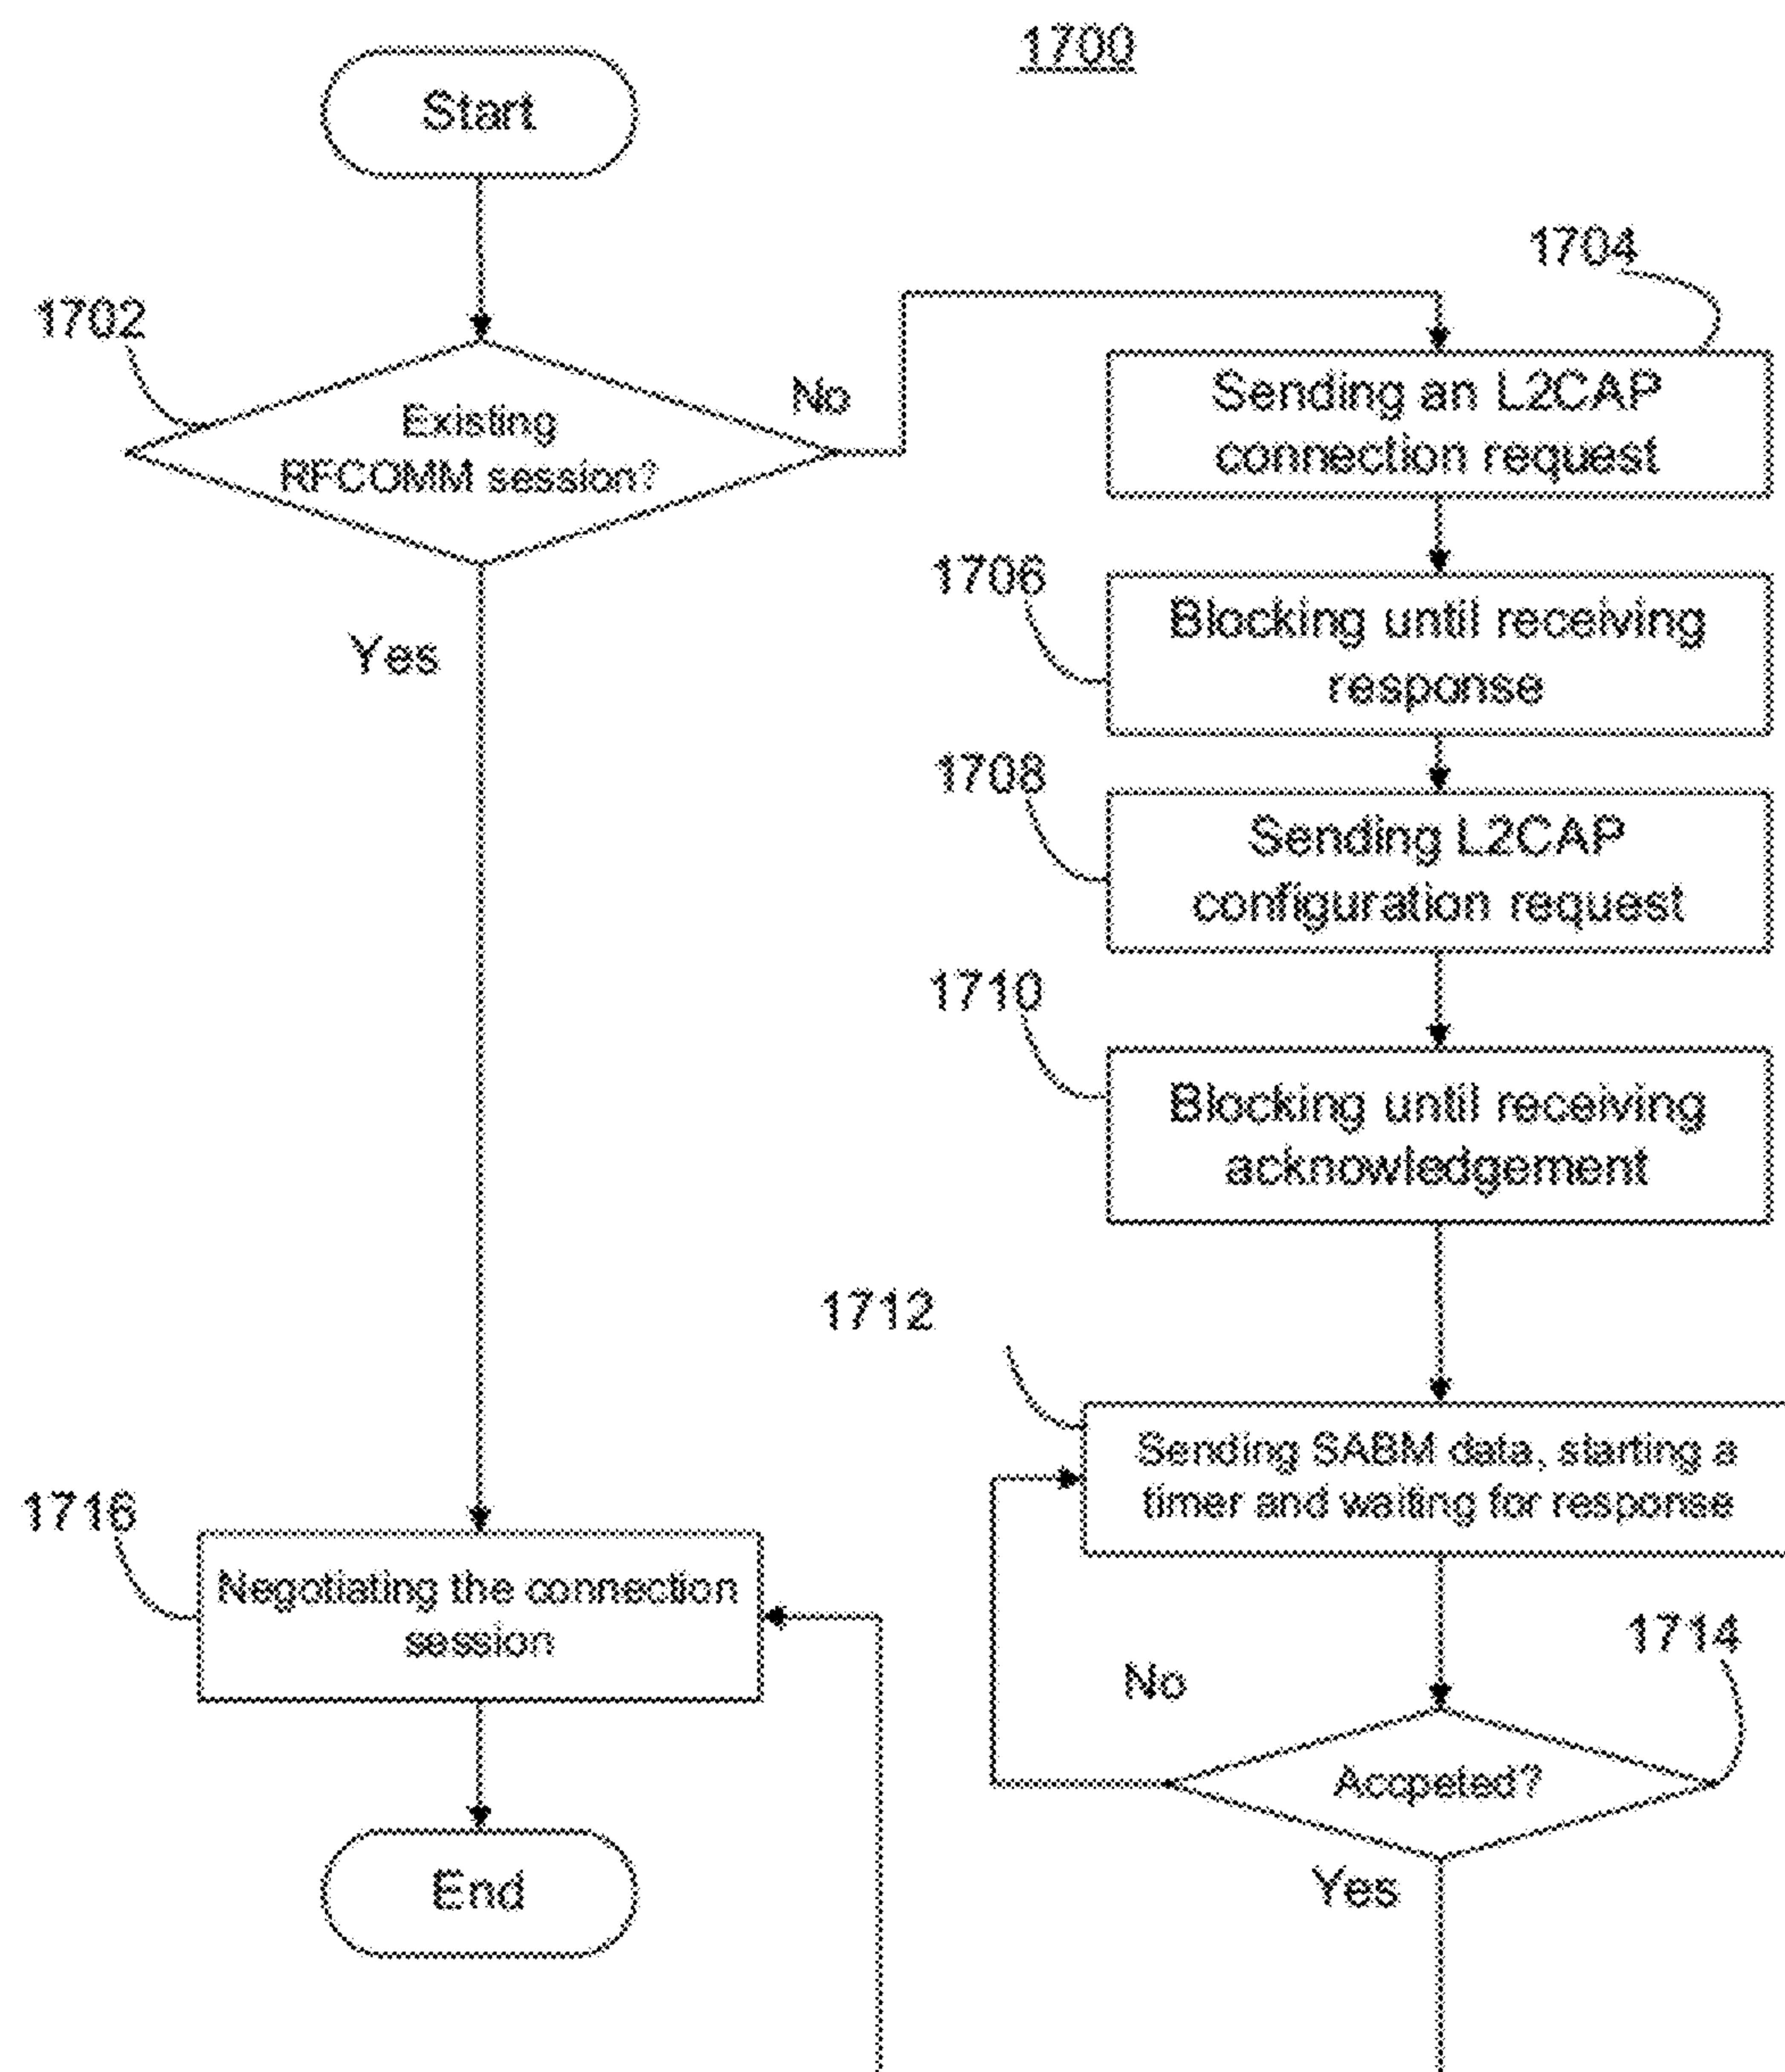 1700
Start
1704
1702
No
Existing
RFCOMM session?
Sending an L2CAP
connection request
1706
Blocking until receiving
response
Yes
1708
Sending L2CAP
configuration request
1710
Blocking until receiving
acknowledgement
1712
Sending SABM data, starting a
timer and waiting for response
1716
Negotiating the connection
session
1714
No
Accpeted?
Yes
End